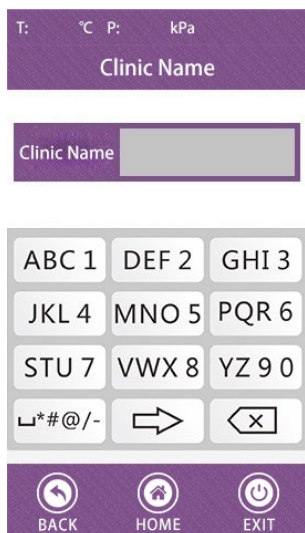 T: ℃ P: kPa
Clinic Name
Clinic Name
ABC 1 DEF 2 GHI 3
JKL 4 MNO 5 PQR 6
STU 7 VWX 8 YZ 9 0
⎵*#@/-
BACK HOME EXIT